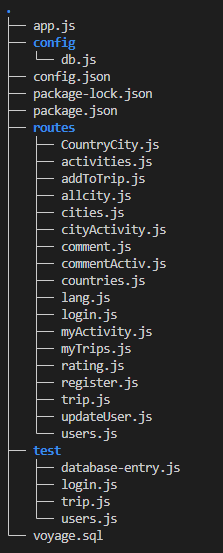 .
├── app.js
├── config
│   └── db.js
├── config.json
├── package-lock.json
├── package.json
├── routes
│   ├── CountryCity.js
│   ├── activities.js
│   ├── addToTrip.js
│   ├── allcity.js
│   ├── cities.js
│   ├── cityActivity.js
│   ├── comment.js
│   ├── commentActiv.js
│   ├── countries.js
│   ├── lang.js
│   ├── login.js
│   ├── myActivity.js
│   ├── myTrips.js
│   ├── rating.js
│   ├── register.js
│   ├── trip.js
│   ├── updateUser.js
│   └── users.js
├── test
│   ├── database-entry.js
│   ├── login.js
│   ├── trip.js
│   └── users.js
└── voyage.sql